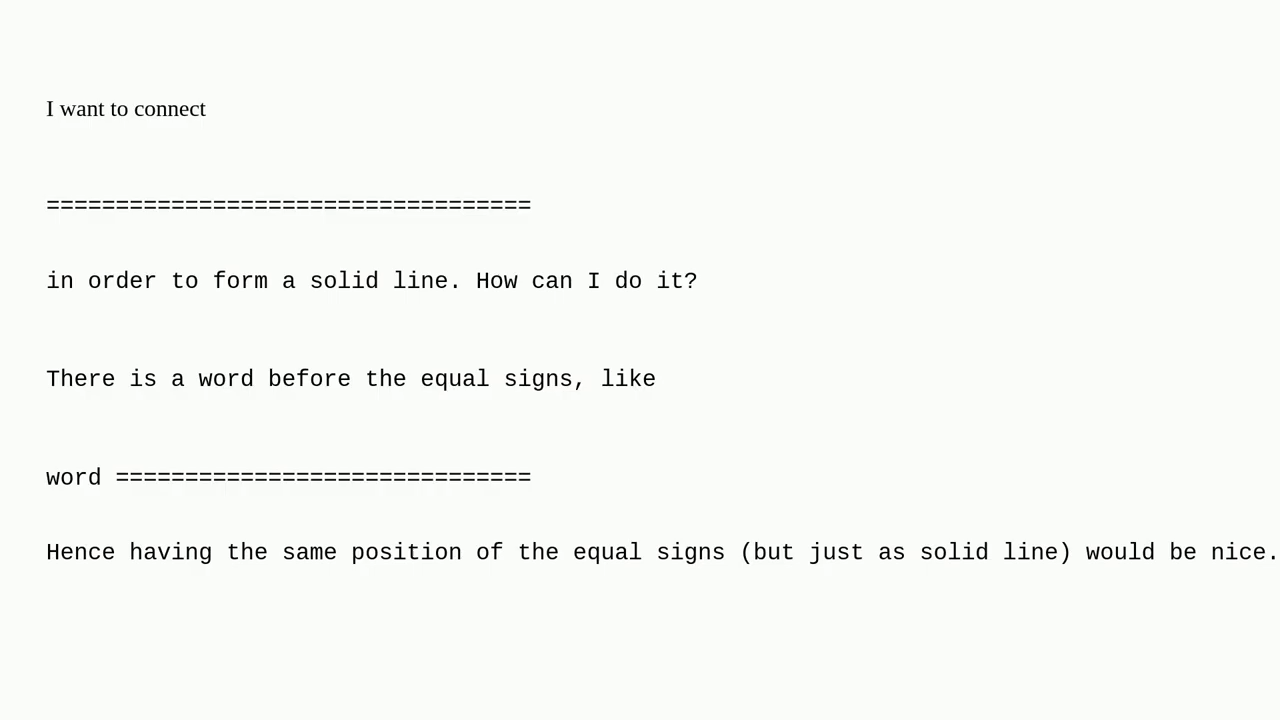 I want to connect
===================================
in order to form a solid line. How can I do it?
There is a word before the equal signs, like
word ==============================
Hence having the same position of the equal signs (but just as solid line) would be nice.